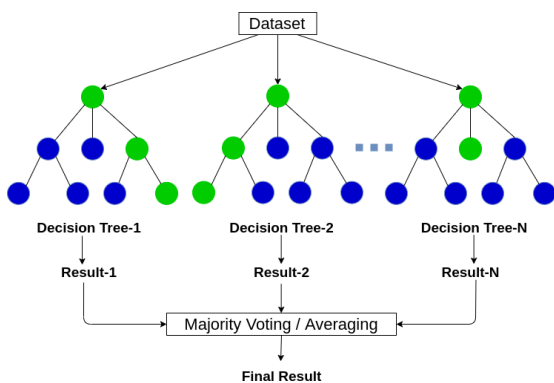 Dataset
Decision Tree-1
Decision Tree-2
Decision Tree-N
Result-1
Result-2
Result-N
Majority Voting / Averaging
Final Result